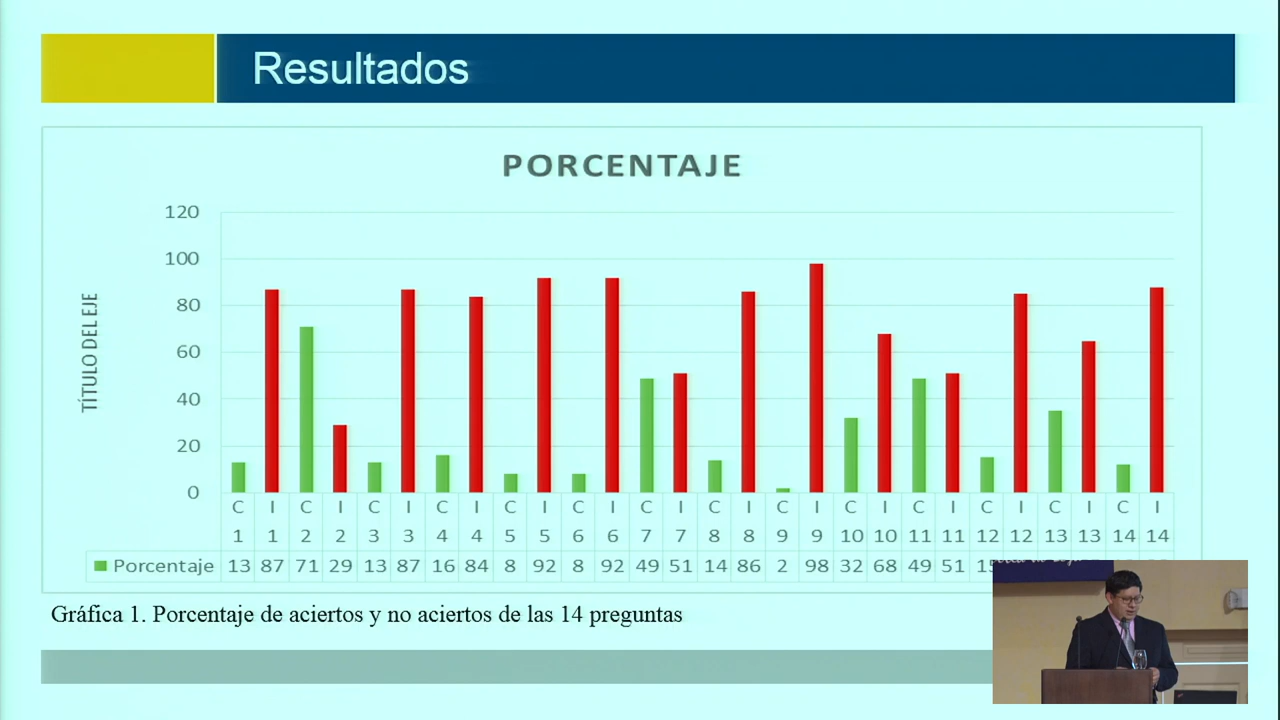 Resultados
PORCENTAJE
120
100
80
60
40
20
0
TÍTULO DEL EJE
C I C I C I C I C I C I C I C I C I C I C I C I C I C I
1 1 2 2 3 3 4 4 5 5 6 6 7 7 8 8 9 9 10 10 11 11 12 12 13 13 14 14
Porcentaje 13 87 71 29 13 87 16 84 8 92 8 92 49 51 14 86 2 98 32 68 49 51
Gráfica 1. Porcentaje de aciertos y no aciertos de las 14 preguntas